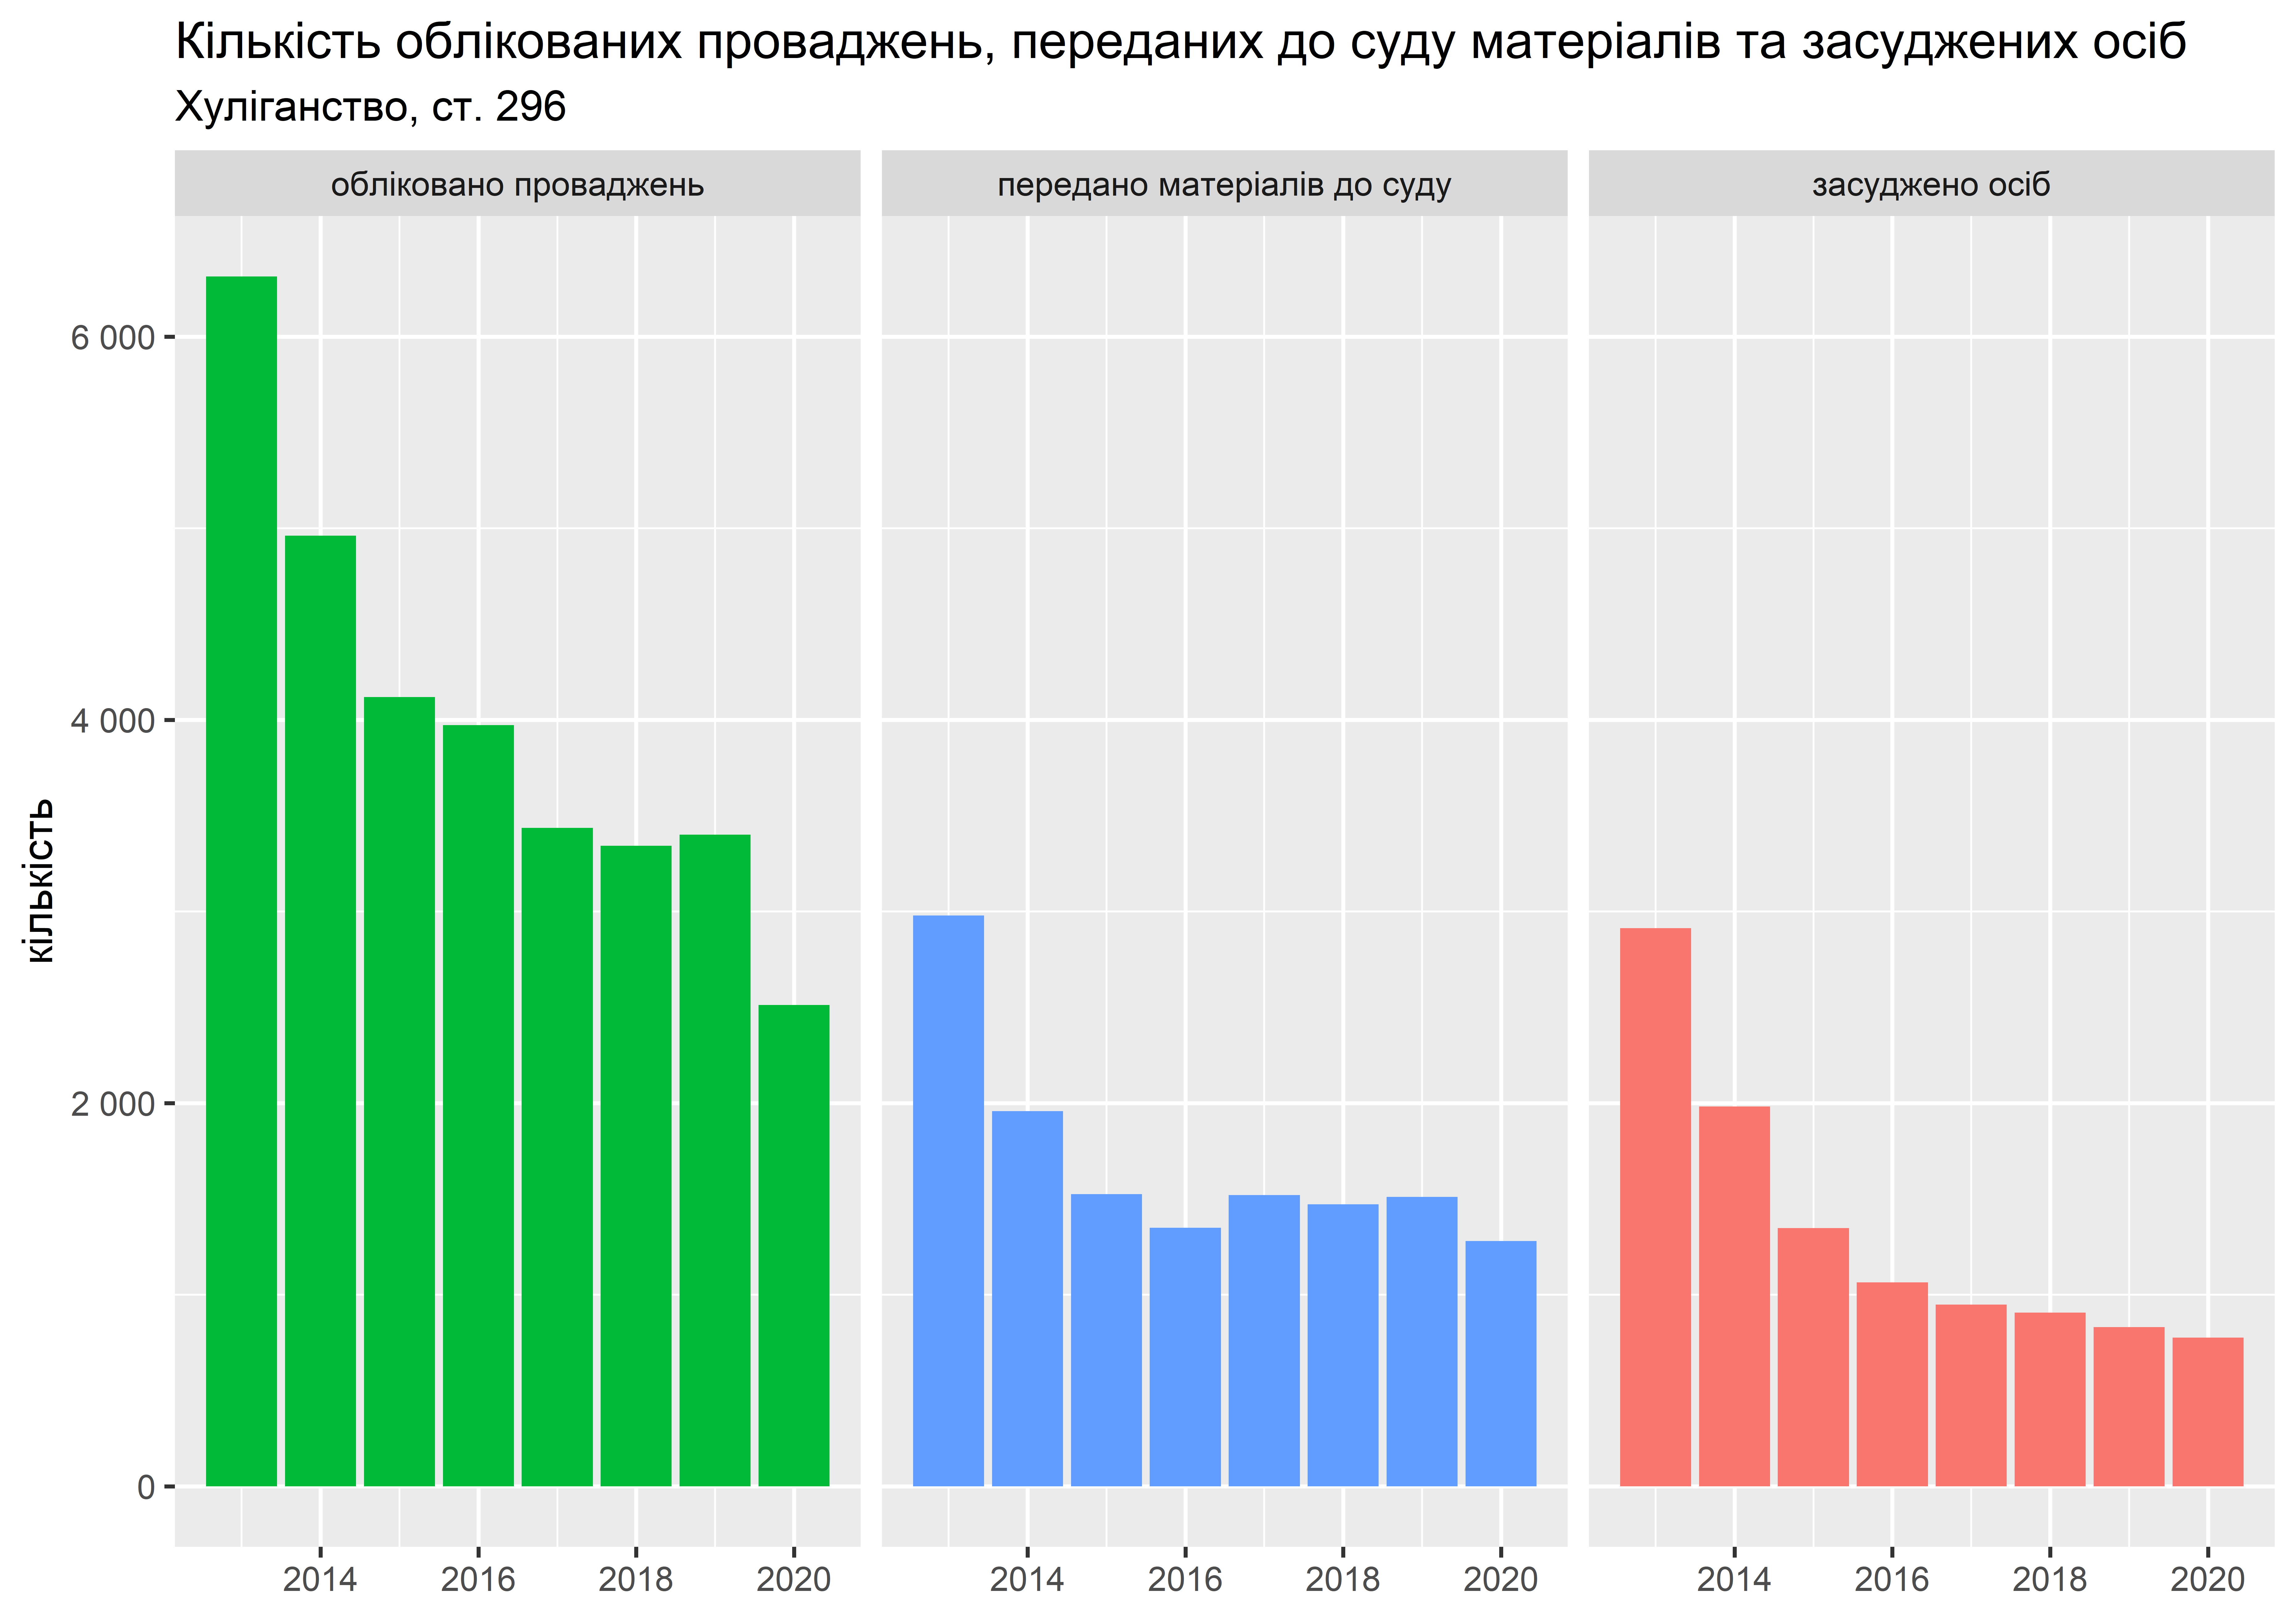 Кількість облікованих проваджень, переданих до суду матеріалів та засуджених осіб
Хуліганство, ст. 296
обліковано проваджень
передано матеріалів до суду
засуджено осіб
кількість
6 000
4 000
2 000
0
2014 2016 2018 2020
2014 2016 2018 2020
2014 2016 2018 2020